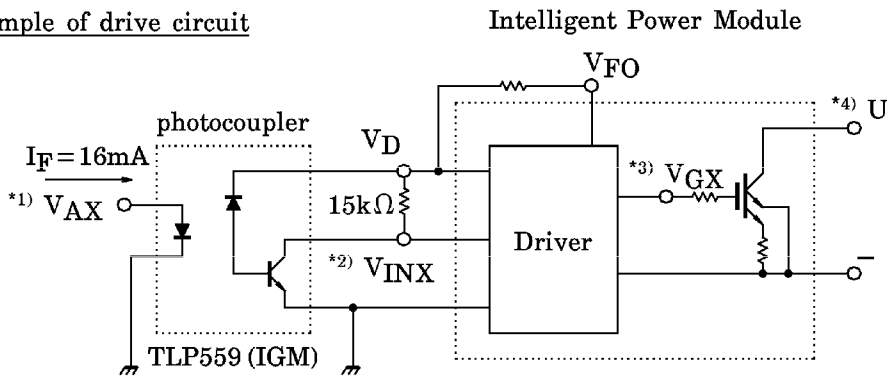 mple of drive circuit
Intelligent Power Module
VFO
photocoupler
VD
*4) U
IF = 16mA
*3) VGX
*1) VAX
15kΩ
Driver
*2) VINX
−
TLP559 (IGM)